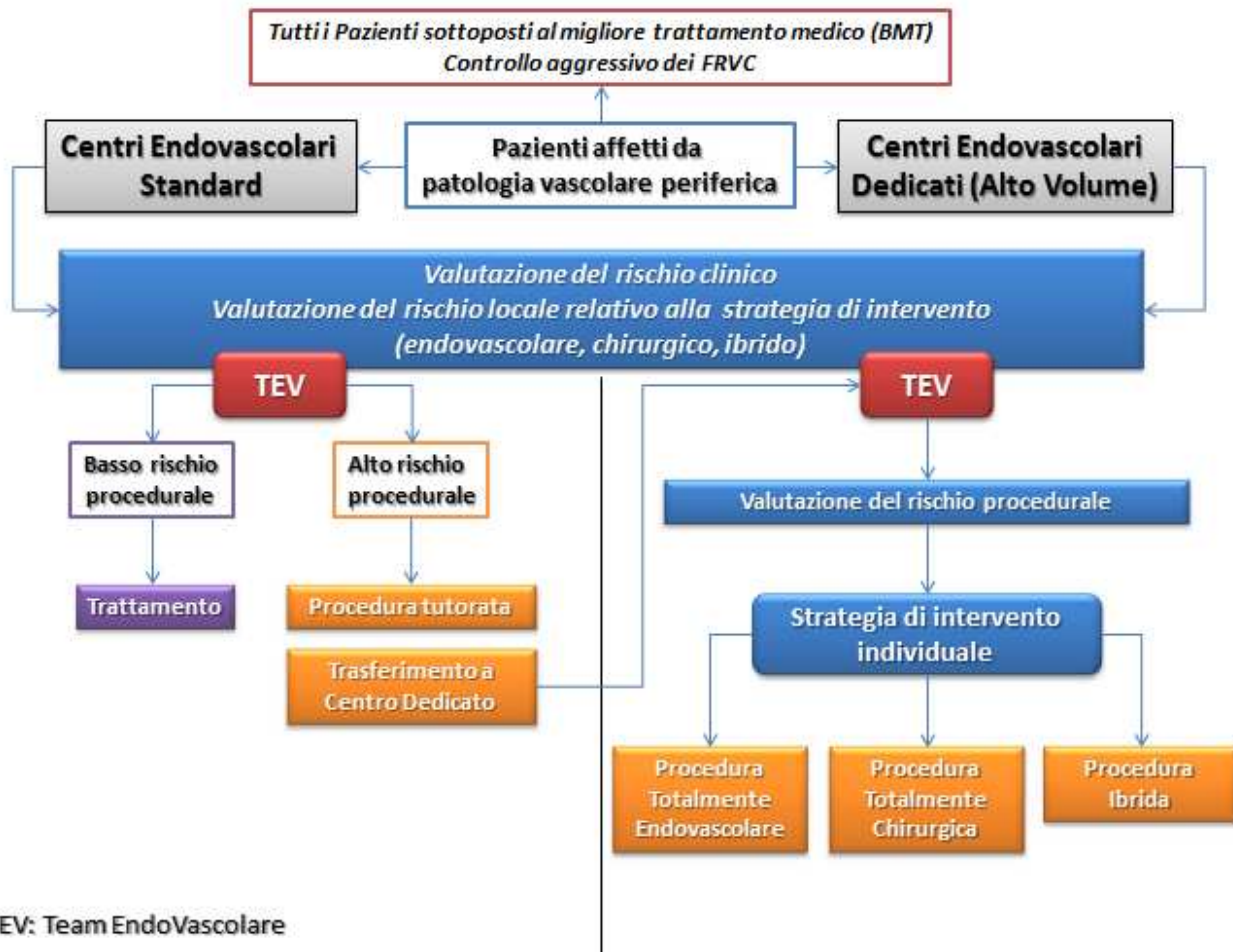 Tutti i Pazienti sottoposti al migliore trattamento medico (BMT)
Controllo aggressivo dei FRVC
Centri Endovascolari
Standard
Pazienti affetti da
patologia vascolare periferica
Centri Endovascolari
Dedicati (Alto Volume)
Valutazione del rischio clinico
Valutazione del rischio locale relativo alla strategia di intervento
(endovascolare, chirurgico, ibrido)
TEV
TEV
Basso rischio
procedurale
Alto rischio
procedurale
Valutazione del rischio procedurale
Trattamento
Procedura tutorata
Strategia di intervento
individuale
Trasferimento a
Centro Dedicato
Procedura
Totalmente
Endovascolare
Procedura
Totalmente
Chirurgica
Procedura
Ibrida
EV: Team EndoVascolare